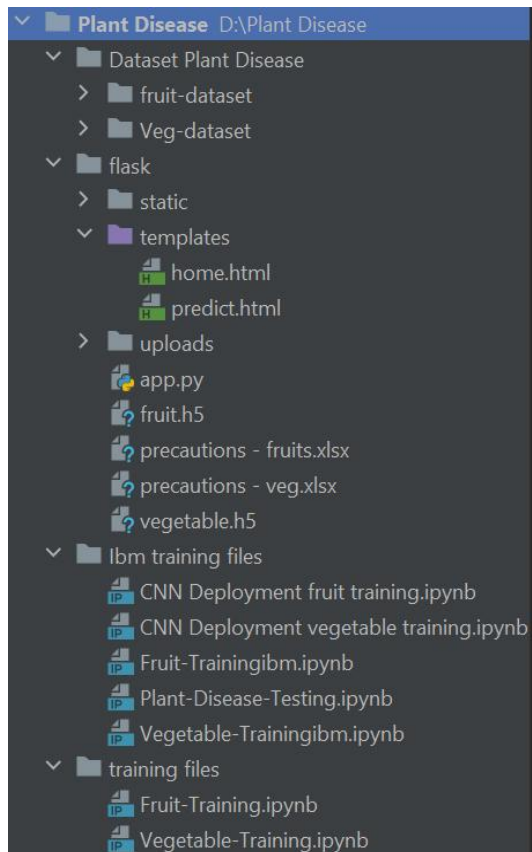 Plant Disease D:\Plant Disease
Dataset Plant Disease
fruit-dataset
Veg-dataset
flask
static
templates
home.html
predict.html
uploads
app.py
fruit.h5
precautions - fruits.xlsx
precautions - veg.xlsx
vegetable.h5
Ibm training files
CNN Deployment fruit training.ipynb
CNN Deployment vegetable training.ipynb
Fruit-Trainingibm.ipynb
Plant-Disease-Testing.ipynb
Vegetable-Trainingibm.ipynb
training files
Fruit-Training.ipynb
Vegetable-Training.ipynb